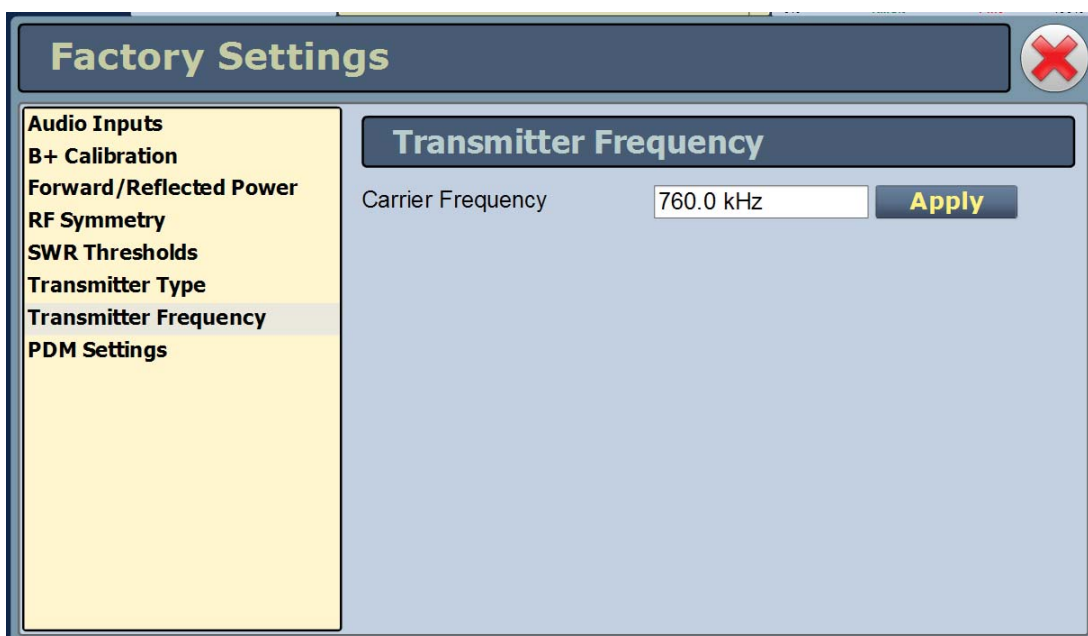 Factory Settings
Audio Inputs
B+ Calibration
Forward/Reflected Power
RF Symmetry
SWR Thresholds
Transmitter Type
Transmitter Frequency
PDM Settings
Transmitter Frequency
Carrier Frequency 760.0 kHz Apply